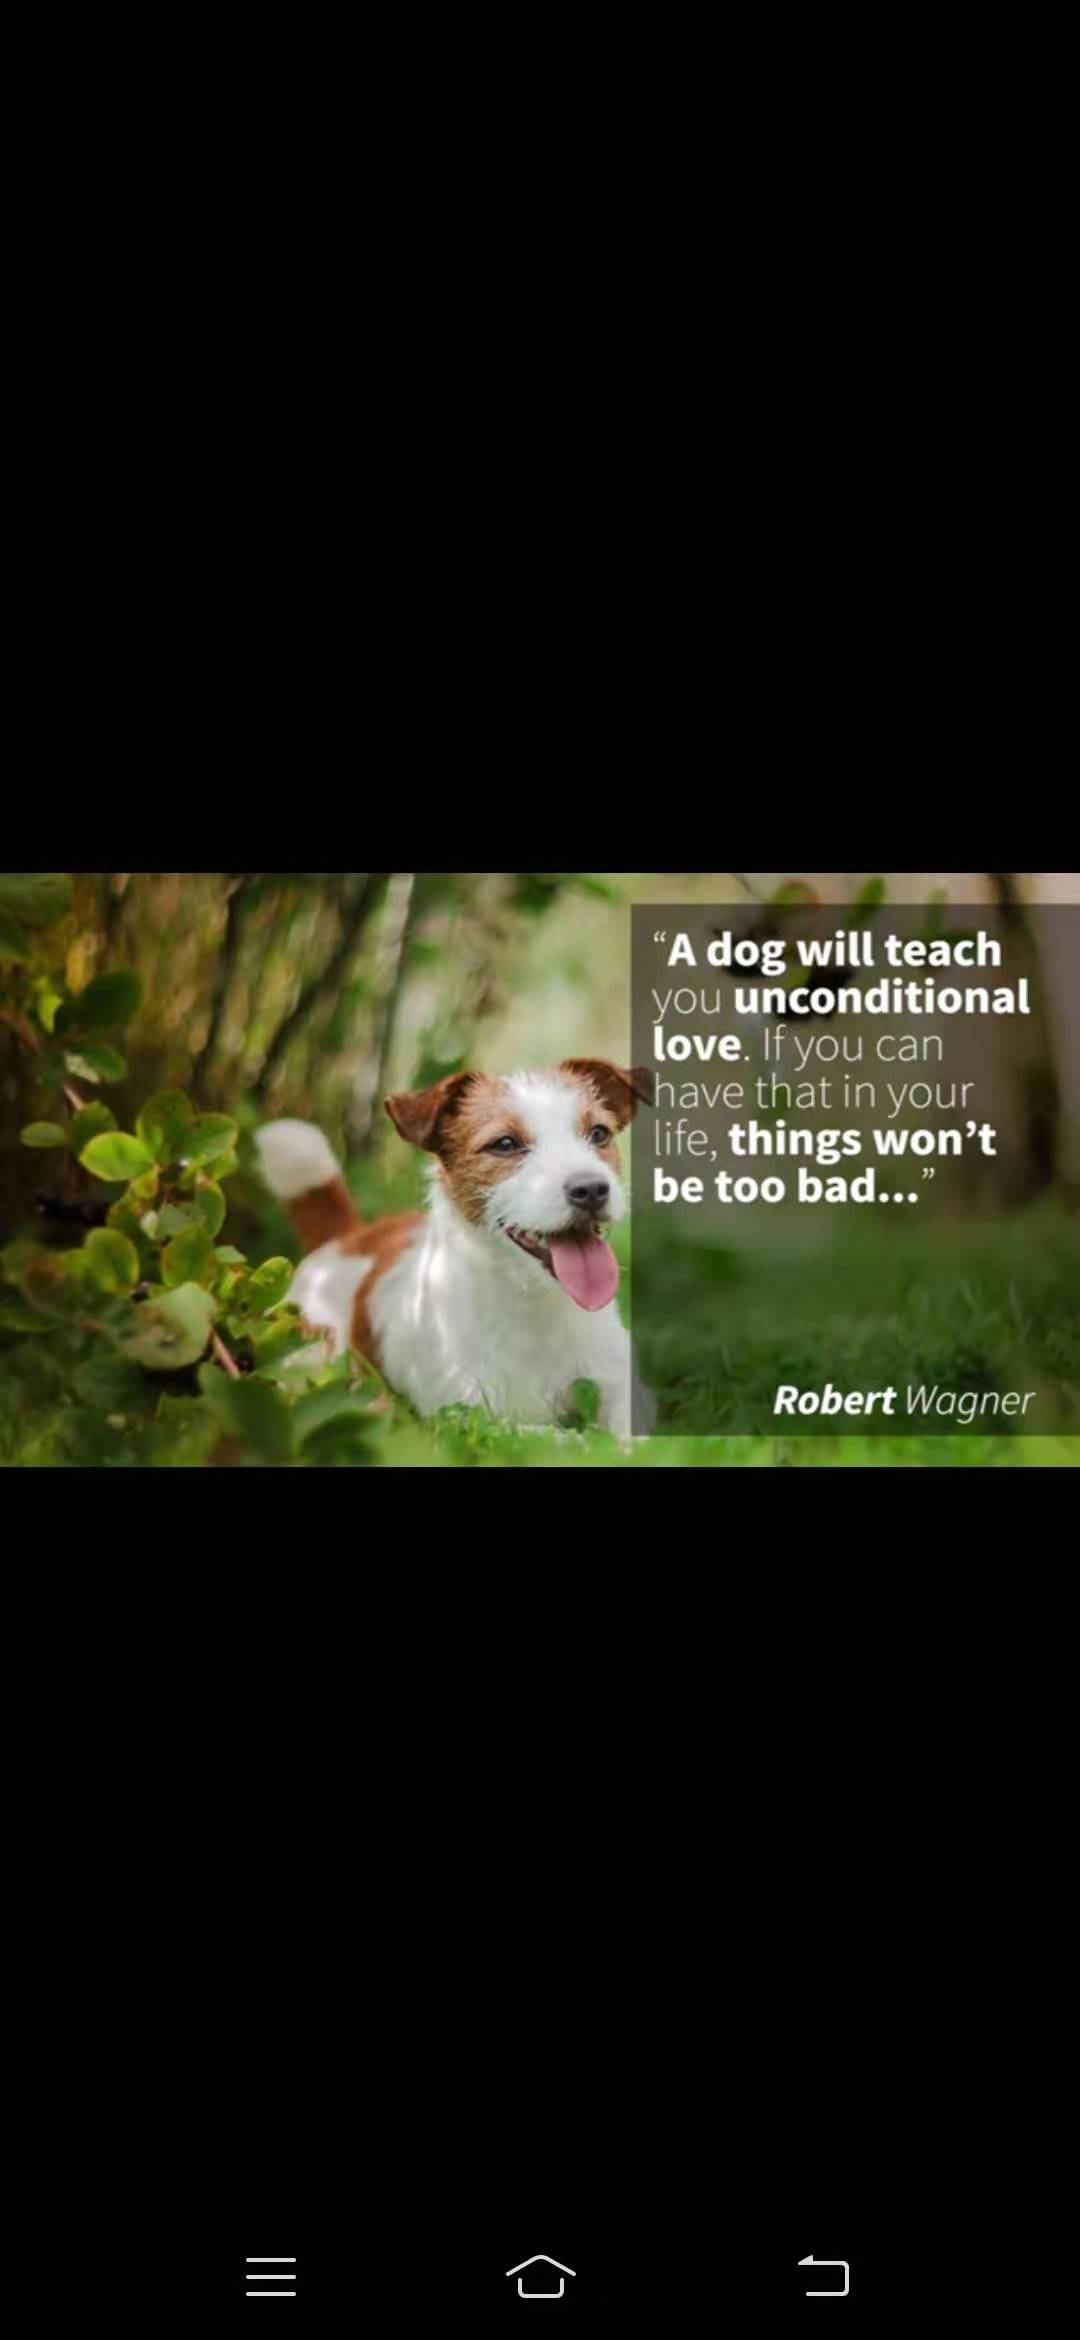 “A dog will teach
you unconditional
love. If you can
have that in your
life, things won’t
be too bad...”
Robert Wagner